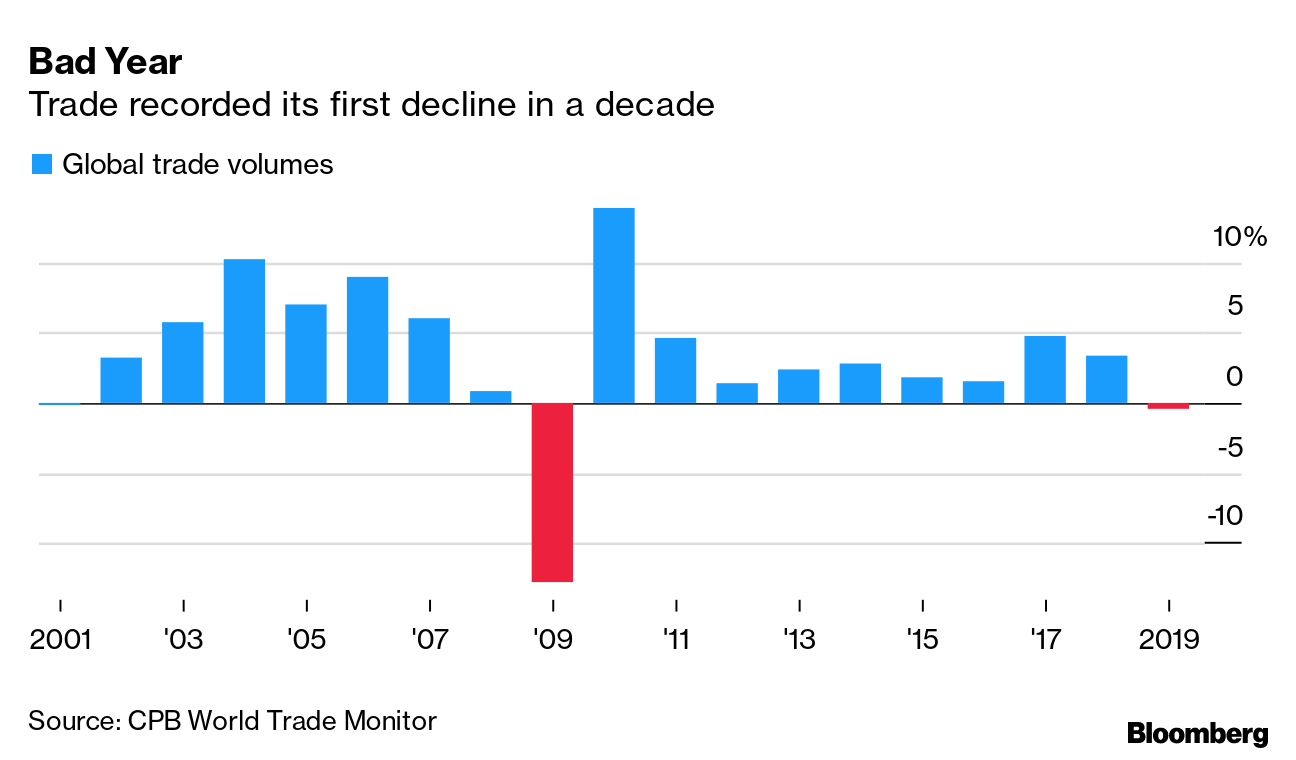 Bad Year
Trade recorded its first decline in a decade
Global trade volumes
10%
5
0
-5
-10
2001 '03 '05 '07 '09 '11 '13 '15 '17 2019
Source: CPB World Trade Monitor
Bloomberg